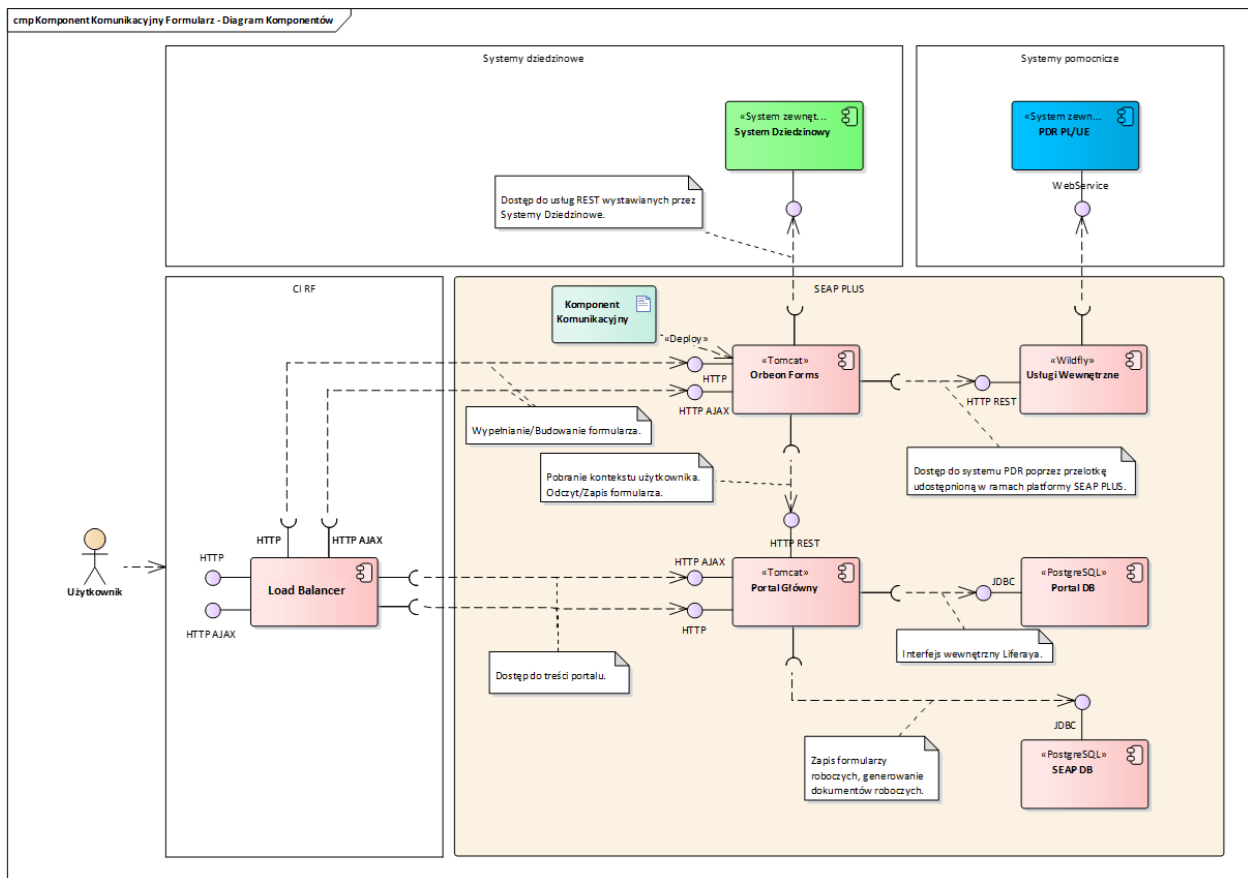 cmp Komponent Komunikacyjny Formularz - Diagram Komponentów
Systemy dziedzinowe
Systemy pomocnicze
«System zewnęt...
System Dziedzinowy
«System zewn...
PDR PL/UE
WebService
Dostęp do usług REST wystawianych przez
Systemy Dziedzinowe.
CI RF
SEAP PLUS
Komponent
Komunikacyjny
«Deploy»
HTTP
HTTP AJAX
«Tomcat»
Orbeon Forms
HTTP REST
«Wildfly»
Usługi Wewnętrzne
Wypełnianie/Budowanie formularza.
Pobranie kontekstu użytkownika.
Odczyt/Zapis formularza.
Dostęp do systemu PDR poprzez przelotkę
udostępnioną w ramach platformy SEAP PLUS.
HTTP
HTTP AJAX
HTTP REST
Użytkownik
HTTP
HTTP AJAX
Load Balancer
HTTP AJAX
HTTP
«Tomcat»
Portal Główny
JDBC
«PostgreSQL»
Portal DB
Dostęp do treści portalu.
Interfejs wewnętrzny Liferaya.
JDBC
Zapis formularzy
roboczych, generowanie
dokumentów roboczych.
«PostgreSQL»
SEAP DB